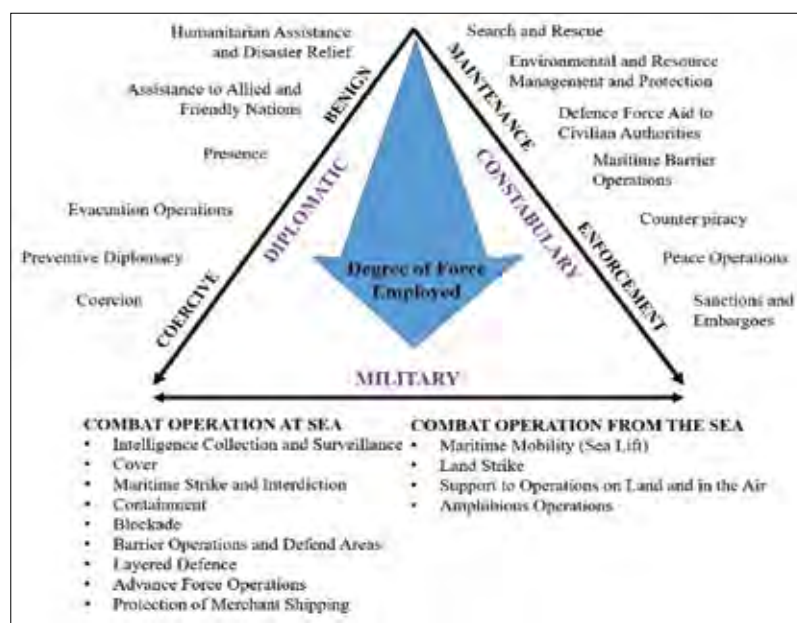 Humanitarian Assistance
and Disaster Relief
Assistance to Allied and
Friendly Nations
Presence
Evacuation Operations
Preventive Diplomacy
Coercion
BENIGN
DIPLOMATIC
COERCIVE
Degree of Force
Employed
MAINTENANCE
CONSTABULARY
ENFORCEMENT
Search and Rescue
Environmental and Resource
Management and Protection
Defence Force Aid to
Civilian Authorities
Maritime Barrier
Operations
Counter piracy
Peace Operations
Sanctions and
Embargoes
MILITARY
COMBAT OPERATION AT SEA
• Intelligence Collection and Surveillance
• Cover
• Maritime Strike and Interdiction
• Containment
• Blockade
• Barrier Operations and Defend Areas
• Layered Defence
• Advance Force Operations
• Protection of Merchant Shipping
COMBAT OPERATION FROM THE SEA
• Maritime Mobility (Sea Lift)
• Land Strike
• Support to Operations on Land and in the Air
• Amphibious Operations